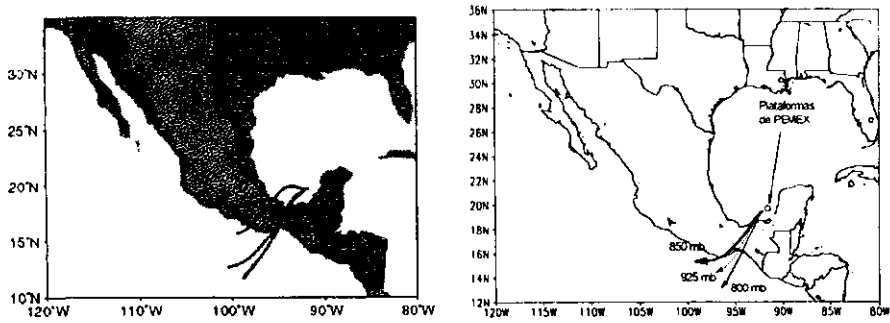 30°N
25°N
20°N
15°N
10°N
120°W
110°W
100°W
90°W
80°W
36N
34N
32N
30N
28N
26N
24N
22N
20N
18N
16N
14N
12N
120W
115W
110W
105W
100W
95W
90W
85W
80W
Plataformas
de PEMEX
850 mb
925 mb
800 mb